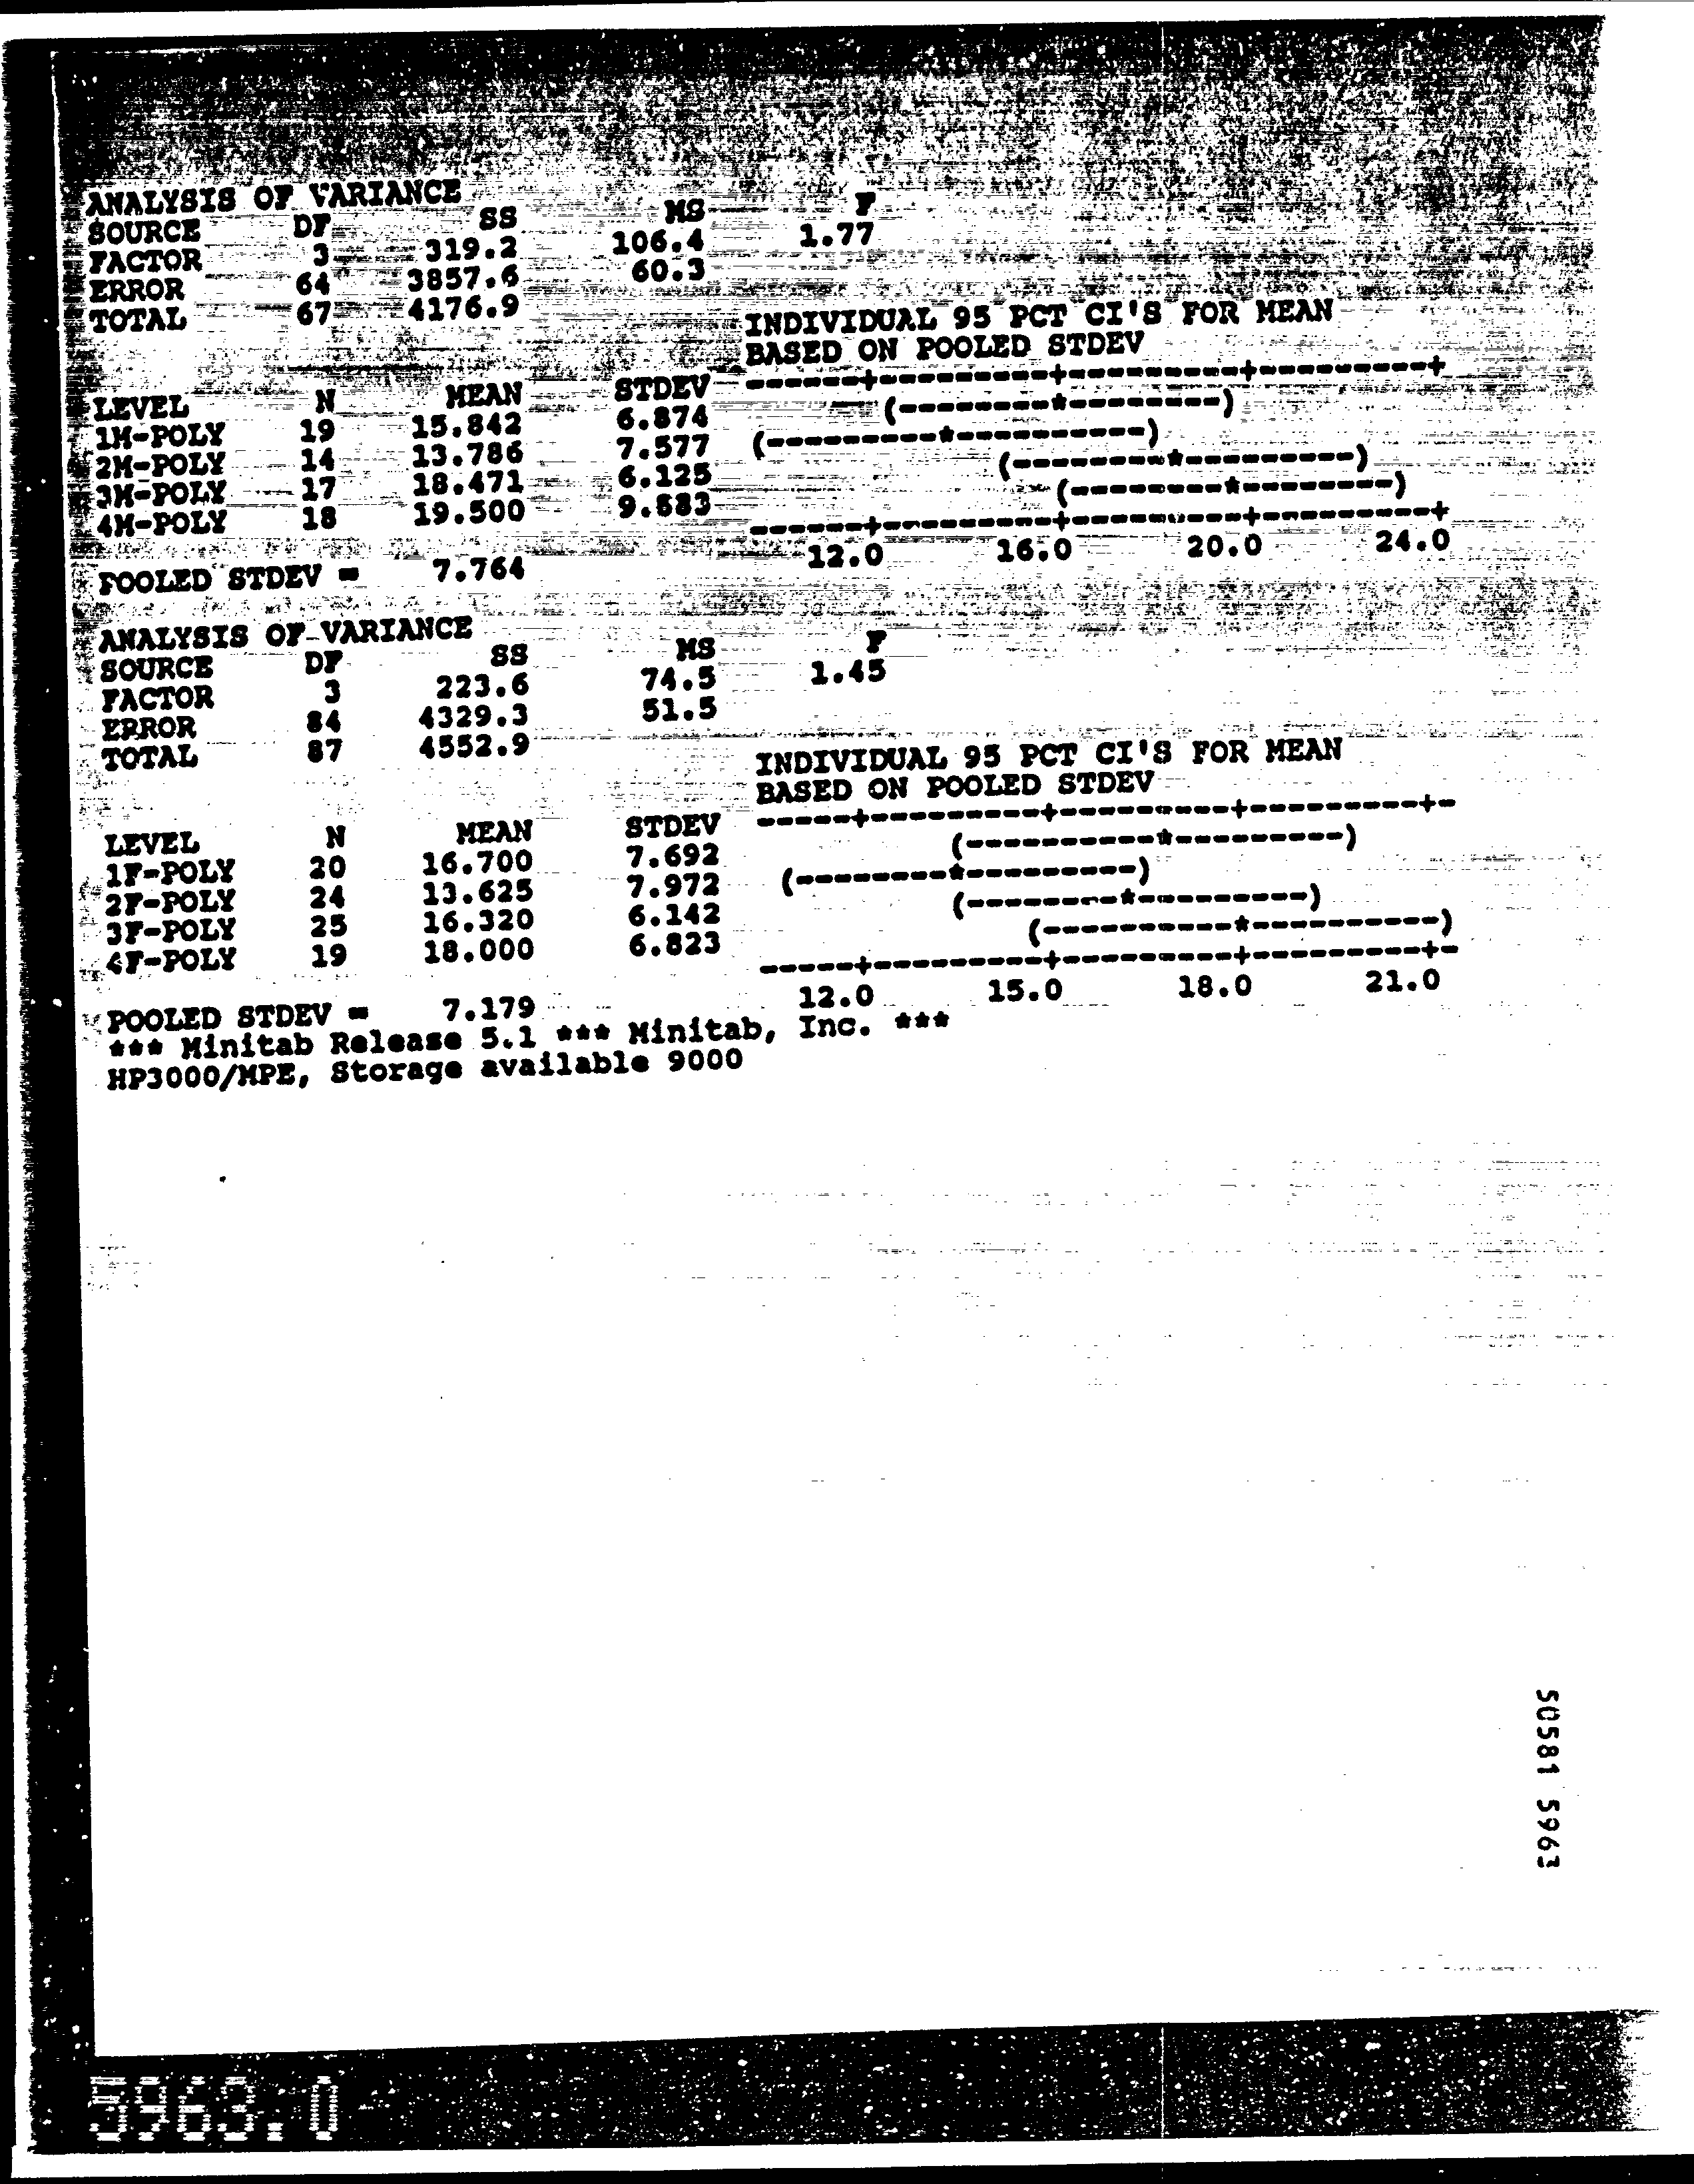 ANALYSIS OF VARIANCE
SOURCE DF SS MS F
FACTOR 3 319.2 106.4 1.77
ERROR 64 3857.6 60.3
TOTAL 67 4176.9
INDIVIDUAL 95 PCT CI'S FOR MEAN
BASED ON POOLED STDEV
LEVEL N MEAN STDEV ------+---------+---------+---------+
1M-POLY 19 15.842 6.874 (--------*--------)
2M-POLY 14 13.786 7.577 (---------*----------)
3M-POLY 17 18.471 6.125 (--------*---------)
4M-POLY 18 19.500 9.583 (--------*--------)
------+---------+---------+---------+
POOLED STDEV = 7.764 12.0 16.0 20.0 24.0
ANALYSIS OF VARIANCE
SOURCE DF SS MS F
FACTOR 3 223.6 74.5 1.45
ERROR 84 4329.3 51.5
TOTAL 87 4552.9
INDIVIDUAL 95 PCT CI'S FOR MEAN
BASED ON POOLED STDEV
LEVEL N MEAN STDEV -----+---------+---------+---------+-
1F-POLY 20 16.700 7.692 (----------*---------)
2F-POLY 24 13.625 7.972 (--------*---------)
3F-POLY 25 16.320 6.142 (--------*---------)
4F-POLY 19 18.000 6.823 (----------*----------)
-----+---------+---------+---------+-
POOLED STDEV = 7.179 12.0 15.0 18.0 21.0
*** Minitab Release 5.1 *** Minitab, Inc. ***
HP3000/MPE, Storage available 9000
50581 5963